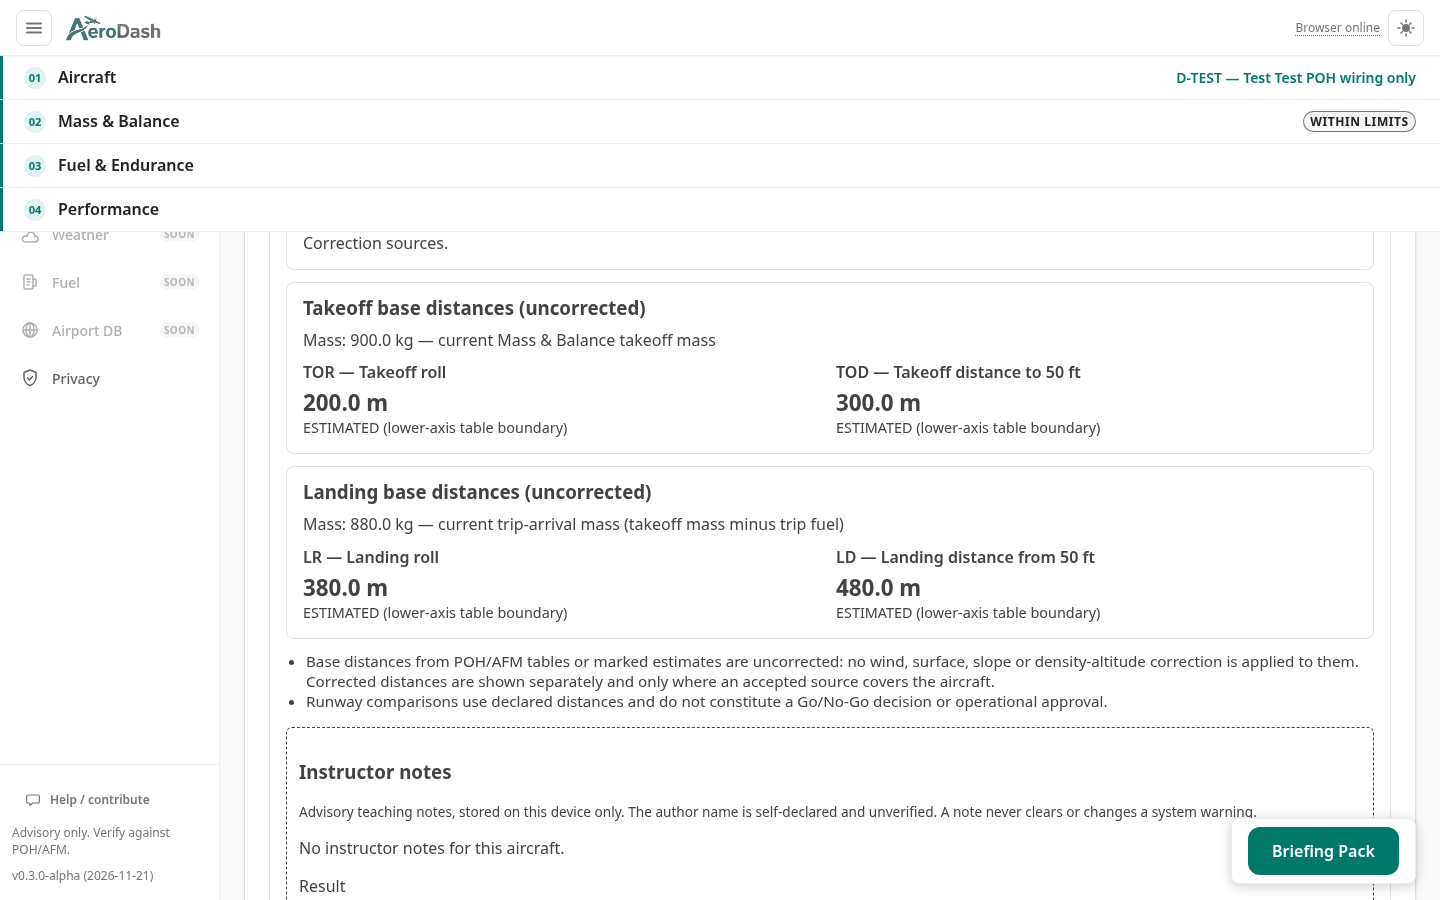 AeroDash
Browser online
01 Aircraft
D-TEST — Test Test POH wiring only
02 Mass & Balance
WITHIN LIMITS
03 Fuel & Endurance
04 Performance
Weather SOON
Fuel SOON
Airport DB SOON
Privacy
Correction sources.
Takeoff base distances (uncorrected)
Mass: 900.0 kg — current Mass & Balance takeoff mass
TOR — Takeoff roll
200.0 m
ESTIMATED (lower-axis table boundary)
TOD — Takeoff distance to 50 ft
300.0 m
ESTIMATED (lower-axis table boundary)
Landing base distances (uncorrected)
Mass: 880.0 kg — current trip-arrival mass (takeoff mass minus trip fuel)
LR — Landing roll
380.0 m
ESTIMATED (lower-axis table boundary)
LD — Landing distance from 50 ft
480.0 m
ESTIMATED (lower-axis table boundary)
• Base distances from POH/AFM tables or marked estimates are uncorrected: no wind, surface, slope or density-altitude correction is applied to them.
Corrected distances are shown separately and only where an accepted source covers the aircraft.
• Runway comparisons use declared distances and do not constitute a Go/No-Go decision or operational approval.
Instructor notes
Advisory teaching notes, stored on this device only. The author name is self-declared and unverified. A note never clears or changes a system warning.
No instructor notes for this aircraft.
Result
Briefing Pack
Help / contribute
Advisory only. Verify against
POH/AFM.
v0.3.0-alpha (2026-11-21)